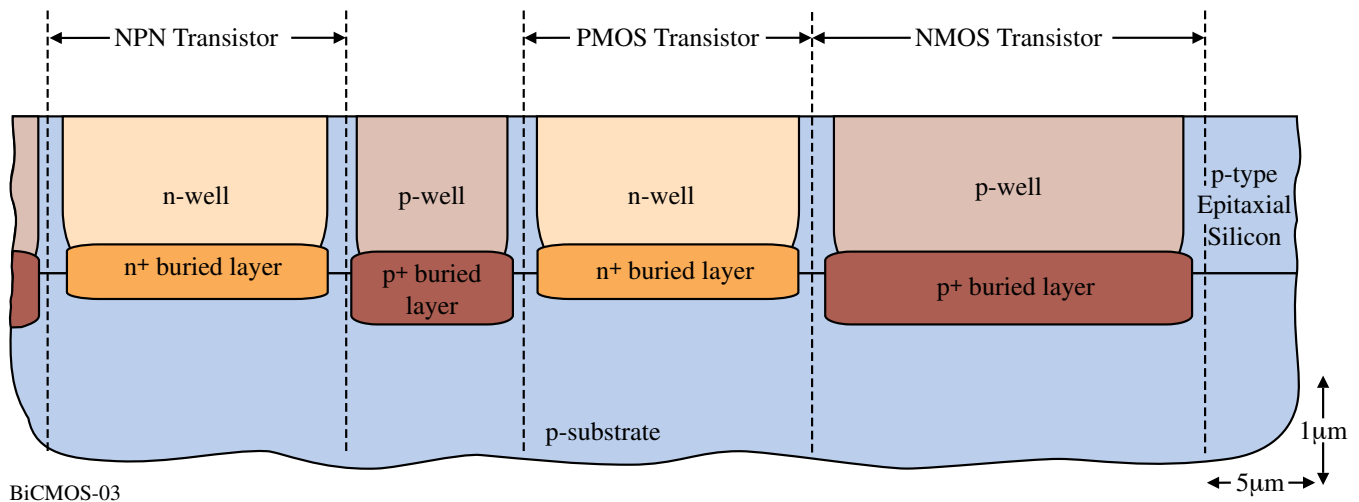 NPN Transistor
PMOS Transistor
NMOS Transistor
n-well
p-well
n-well
p-well
p-type
Epitaxial
Silicon
n+ buried layer
p+ buried
layer
n+ buried layer
p+ buried layer
p-substrate
1μm
5μm
BiCMOS-03